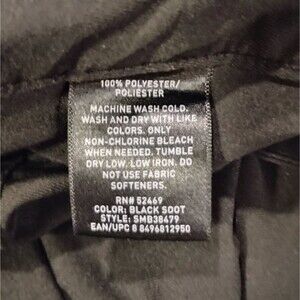 100% POLYESTER/
POLIESTER
MACHINE WASH COLD.
WASH AND DRY WITH LIKE
COLORS. ONLY
NON-CHLORINE BLEACH
WHEN NEEDED. TUMBLE
DRY LOW. LOW IRON. DO
NOT USE FABRIC
SOFTENERS.
RN# 52469
COLOR: BLACK SOOT
STYLE: SMB38479
EAN/UPC 8 8496812950